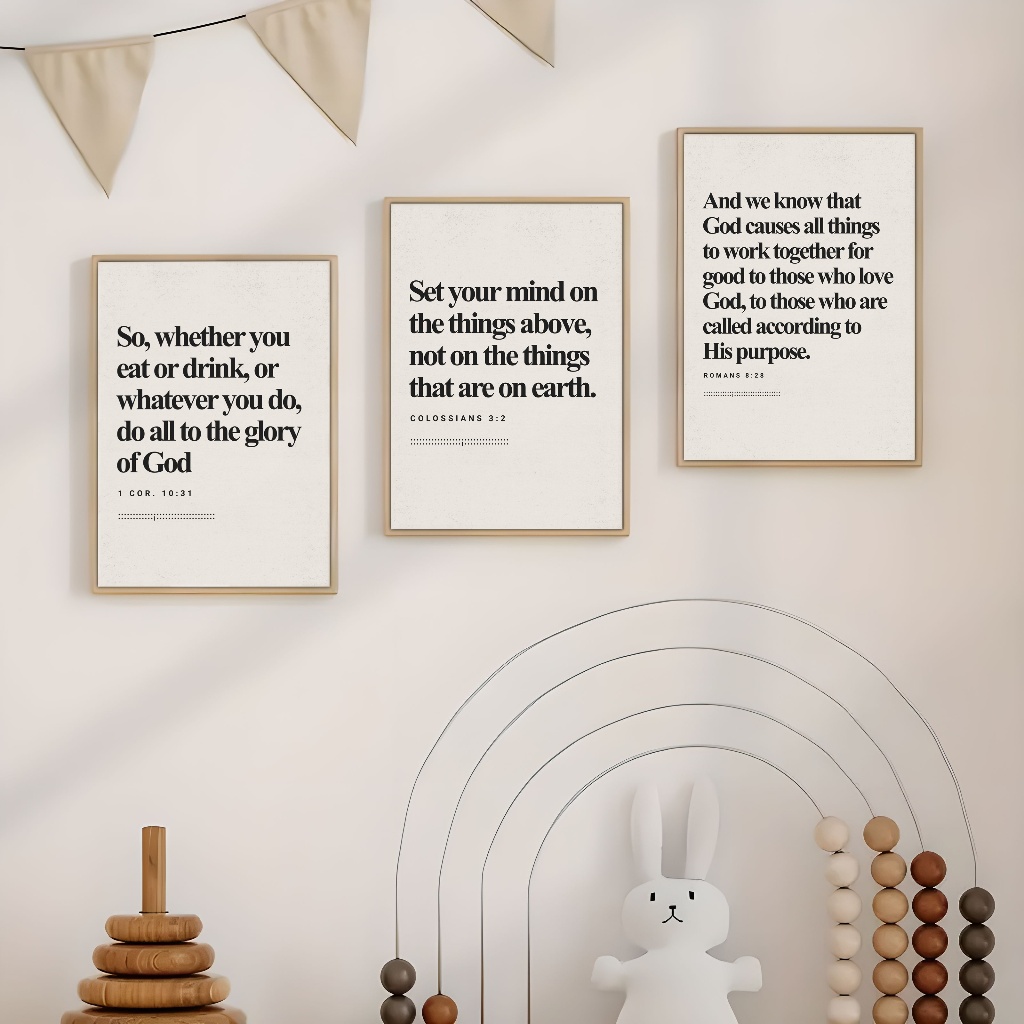 So, whether you
eat or drink, or
whatever you do,
do all to the glory
of God
1 COR. 10:31
Set your mind on
the things above,
not on the things
that are on earth.
COLOSSIANS 3:2
And we know that
God causes all things
to work together for
good to those who love
God, to those who are
called according to
His purpose.
ROMANS 8:28